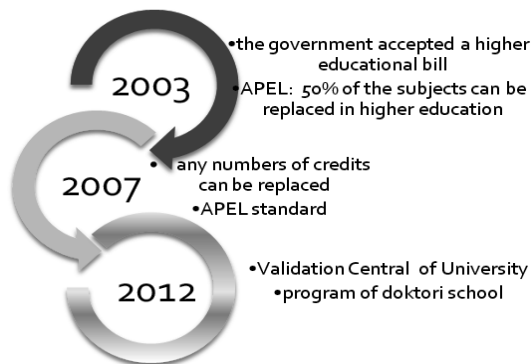 2003
•the government accepted a higher
educational bill
•APEL: 50% of the subjects can be
replaced in higher education
2007
• any numbers of credits
can be replaced
•APEL standard
2012
•Validation Central of University
•program of doktori school